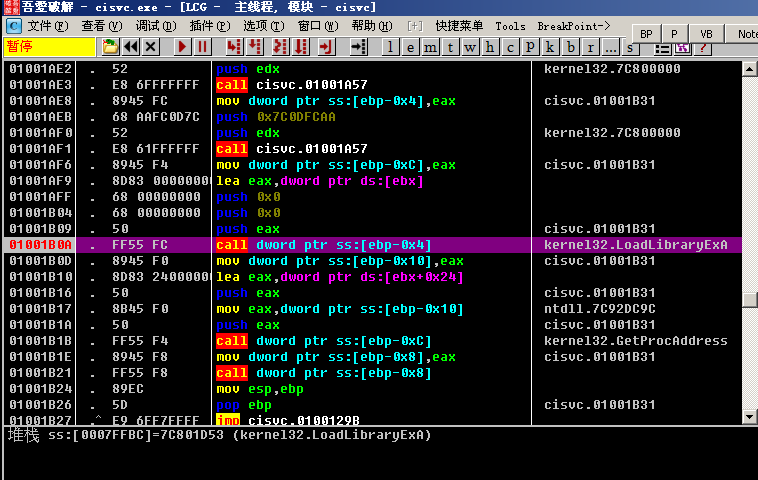 吾爱破解 - cisvc.exe - [LCG - 主线程, 模块 - cisvc]
C 文件(F) 查看(V) 调试(D) 插件(P) 选项(T) 窗口(W) 帮助(H) [+] 快捷菜单 Tools BreakPoint->
BP P VB Note
暂停 l e m t w h c p k b r ... s ?
01001AE2 . 52 push edx kernel32.7C800000
01001AE3 . E8 6FFFFFFF call cisvc.01001A57
01001AE8 . 8945 FC mov dword ptr ss:[ebp-0x4],eax cisvc.01001B31
01001AEB . 68 AAFC0D7C push 0x7C0DFCAA
01001AF0 . 52 push edx kernel32.7C800000
01001AF1 . E8 61FFFFFF call cisvc.01001A57
01001AF6 . 8945 F4 mov dword ptr ss:[ebp-0xC],eax cisvc.01001B31
01001AF9 . 8D83 00000000 lea eax,dword ptr ds:[ebx]
01001AFF . 68 00000000 push 0x0
01001B04 . 68 00000000 push 0x0
01001B09 . 50 push eax cisvc.01001B31
01001B0A . FF55 FC call dword ptr ss:[ebp-0x4] kernel32.LoadLibraryExA
01001B0D . 8945 F0 mov dword ptr ss:[ebp-0x10],eax cisvc.01001B31
01001B10 . 8D83 24000000 lea eax,dword ptr ds:[ebx+0x24]
01001B16 . 50 push eax cisvc.01001B31
01001B17 . 8B45 F0 mov eax,dword ptr ss:[ebp-0x10] ntdll.7C92DC9C
01001B1A . 50 push eax cisvc.01001B31
01001B1B . FF55 F4 call dword ptr ss:[ebp-0xC] kernel32.GetProcAddress
01001B1E . 8945 F8 mov dword ptr ss:[ebp-0x8],eax cisvc.01001B31
01001B21 . FF55 F8 call dword ptr ss:[ebp-0x8]
01001B24 . 89EC mov esp,ebp
01001B26 . 5D pop ebp cisvc.01001B31
01001B27 .^ E9 6FF7FFFF jmp cisvc.0100129B
堆栈 ss:[0007FFBC]=7C801D53 (kernel32.LoadLibraryExA)